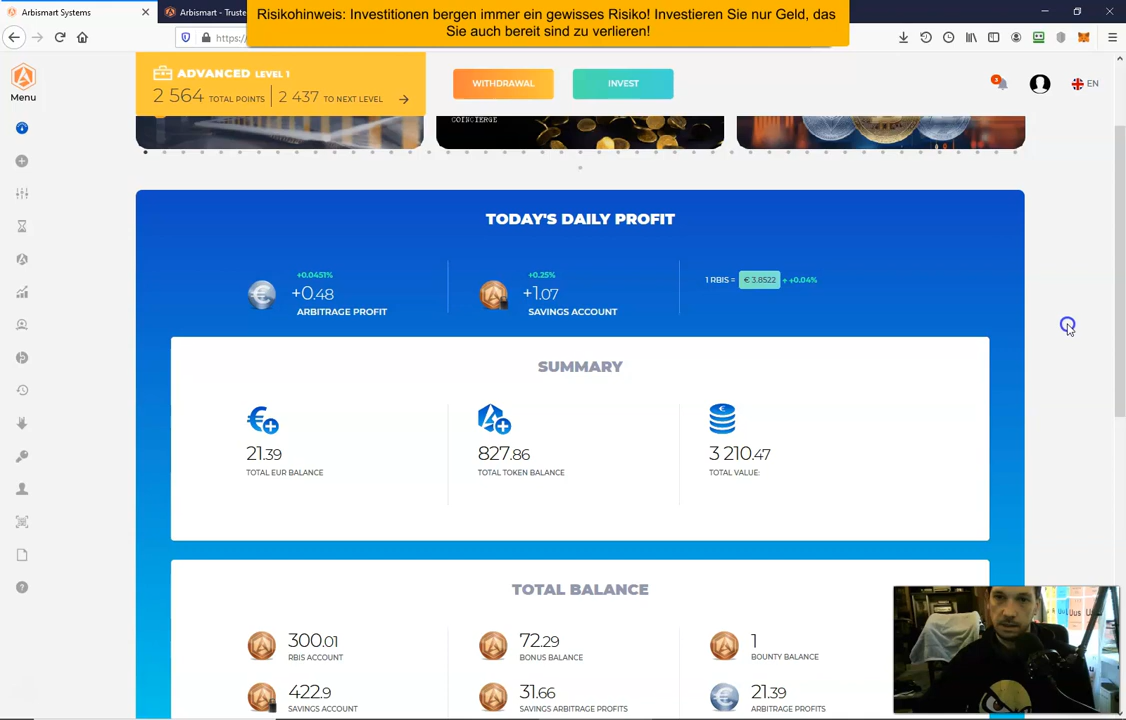 Arbismart Systems
Arbismart - Truste
Risikohinweis: Investitionen bergen immer ein gewisses Risiko! Investieren Sie nur Geld, das
Sie auch bereit sind zu verlieren!
https:/
Menu
ADVANCED LEVEL 1
2 564 TOTAL POINTS 2 437 TO NEXT LEVEL
WITHDRAWAL
INVEST
3
EN
TODAY'S DAILY PROFIT
+0.0451%
+0.48
ARBITRAGE PROFIT
+0.25%
+1.07
SAVINGS ACCOUNT
1 RBIS = € 3.8522 +0.04%
SUMMARY
21.39
TOTAL EUR BALANCE
827.86
TOTAL TOKEN BALANCE
3 210.47
TOTAL VALUE:
TOTAL BALANCE
300.01
RBIS ACCOUNT
72.29
BONUS BALANCE
1
BOUNTY BALANCE
422.9
SAVINGS ACCOUNT
31.66
SAVINGS ARBITRAGE PROFITS
21.39
ARBITRAGE PROFITS